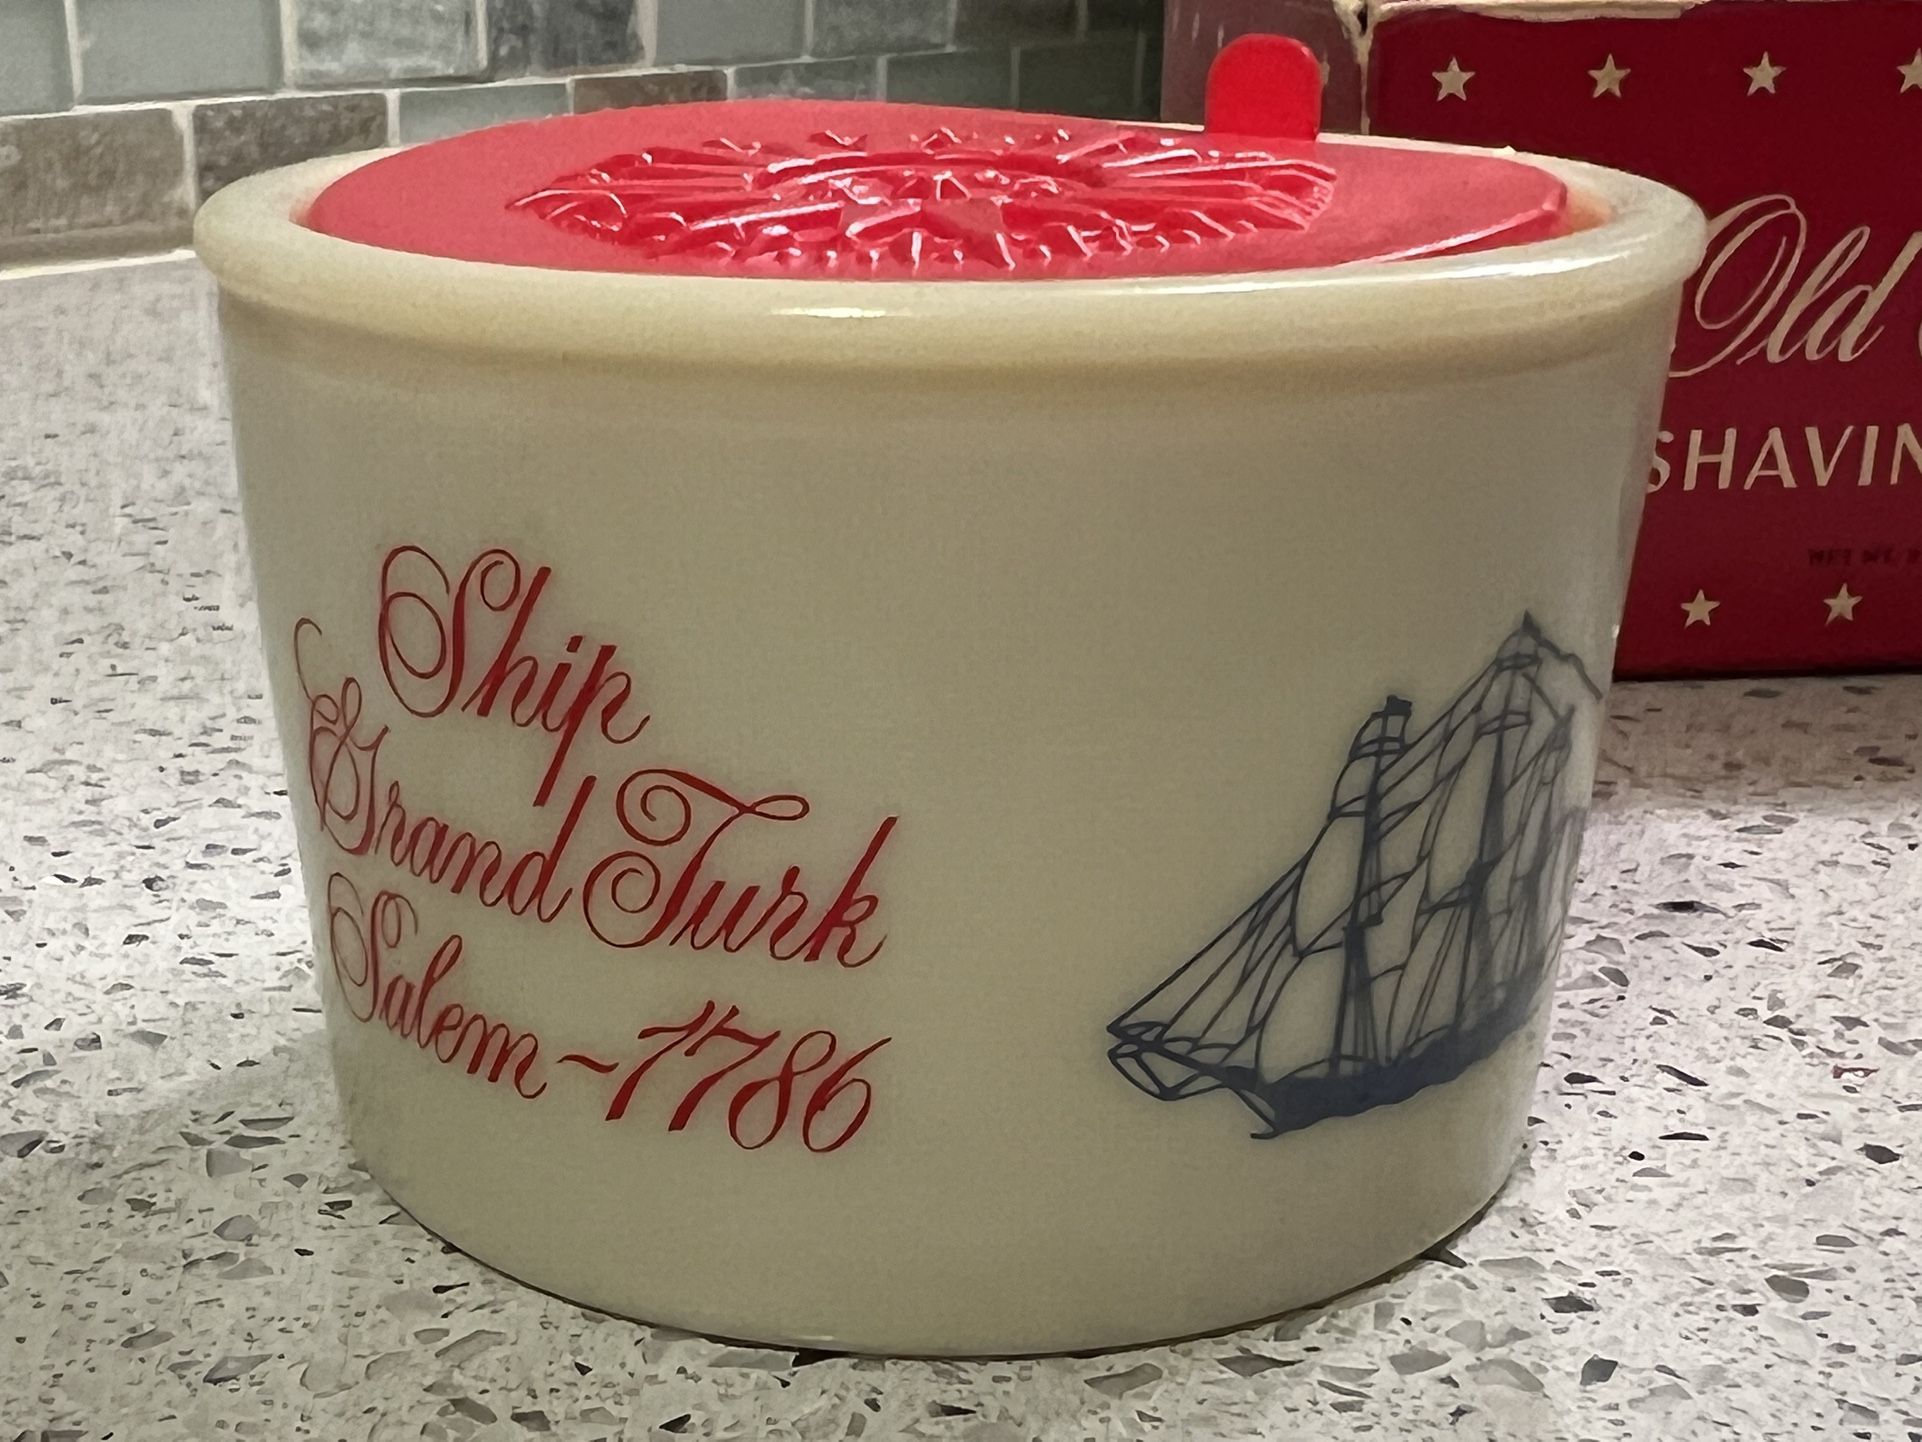 Ship
Grand Turk
Salem ~ 1786
Old
SHAVIN